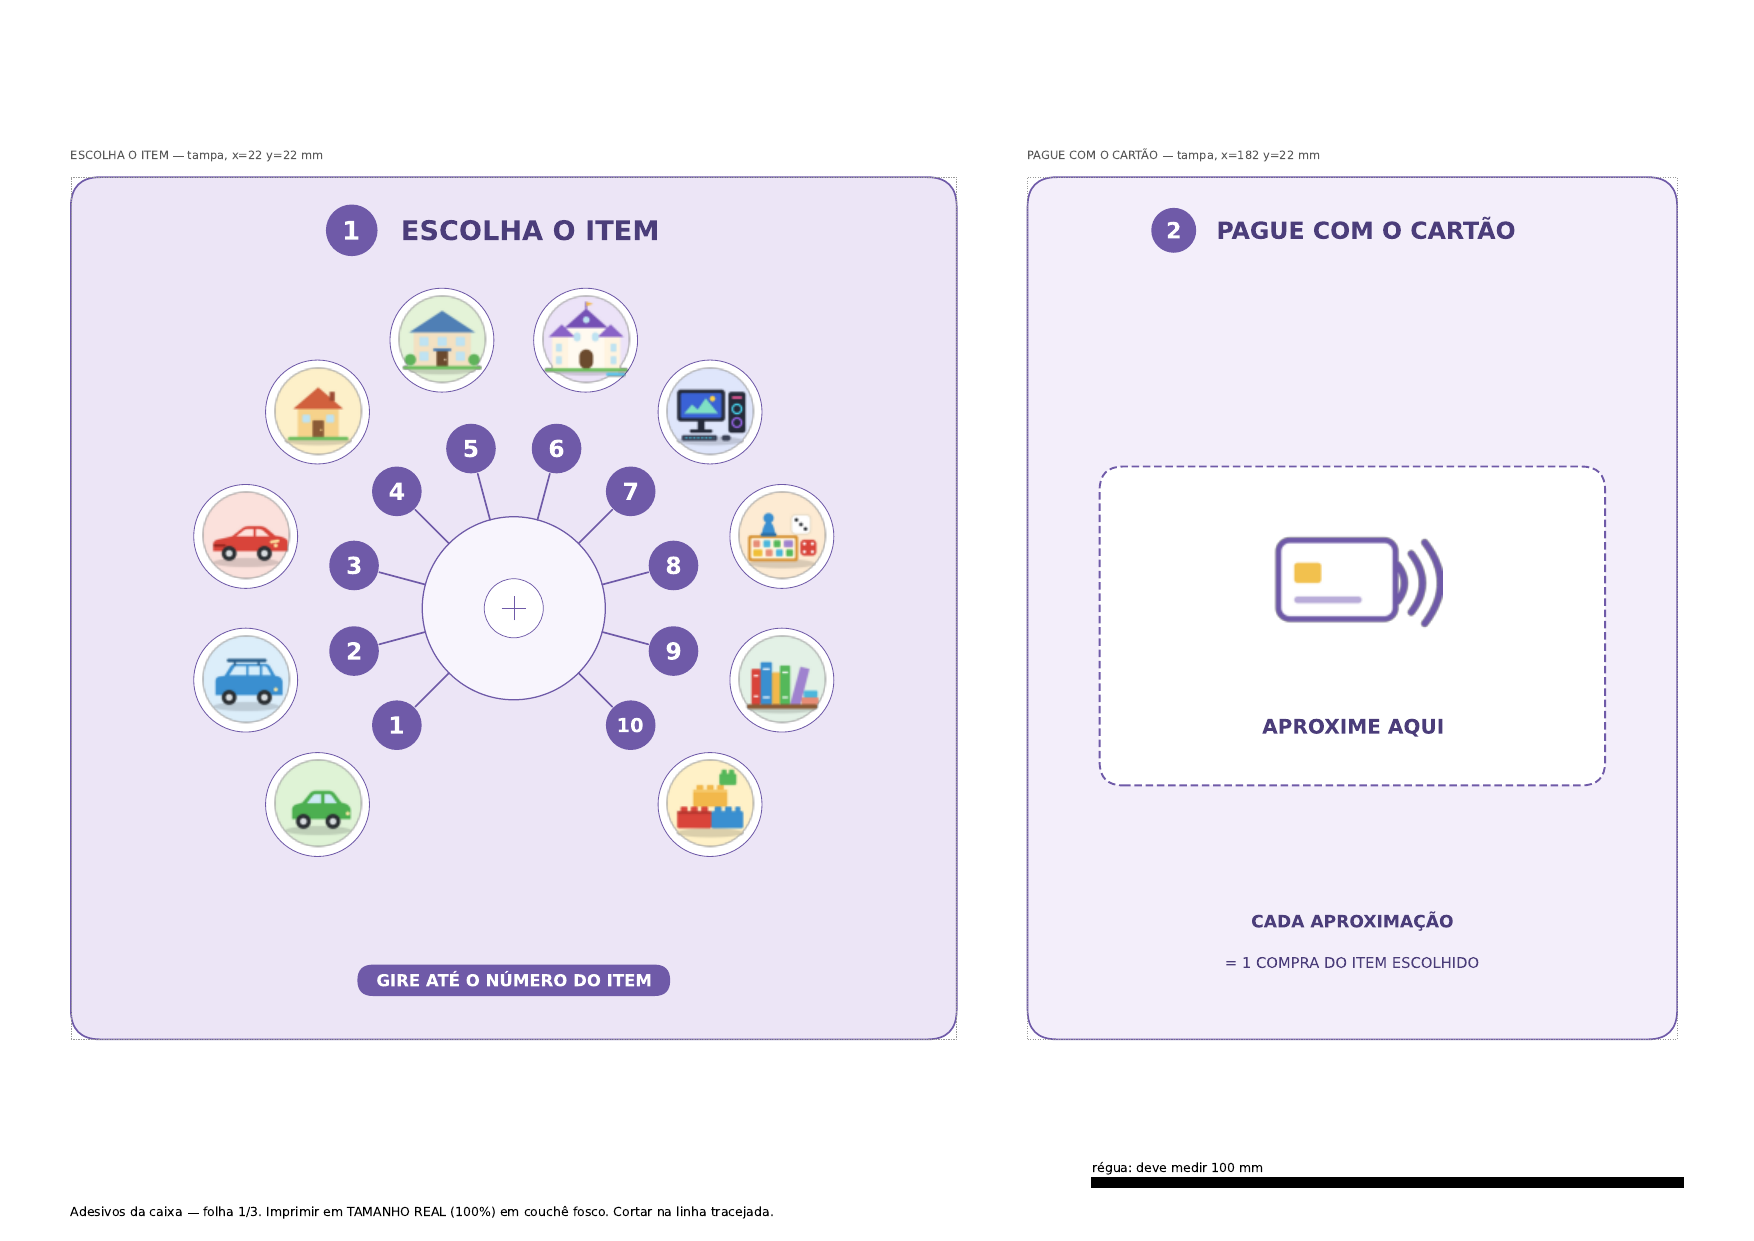 ESCOLHA O ITEM — tampa, x=22 y=22 mm
1 ESCOLHA O ITEM
5 6
4 7
3 8
2 9
1 10
GIRE ATÉ O NÚMERO DO ITEM
PAGUE COM O CARTÃO — tampa, x=182 y=22 mm
2 PAGUE COM O CARTÃO
APROXIME AQUI
CADA APROXIMAÇÃO
= 1 COMPRA DO ITEM ESCOLHIDO
régua: deve medir 100 mm
Adesivos da caixa — folha 1/3. Imprimir em TAMANHO REAL (100%) em couchê fosco. Cortar na linha tracejada.